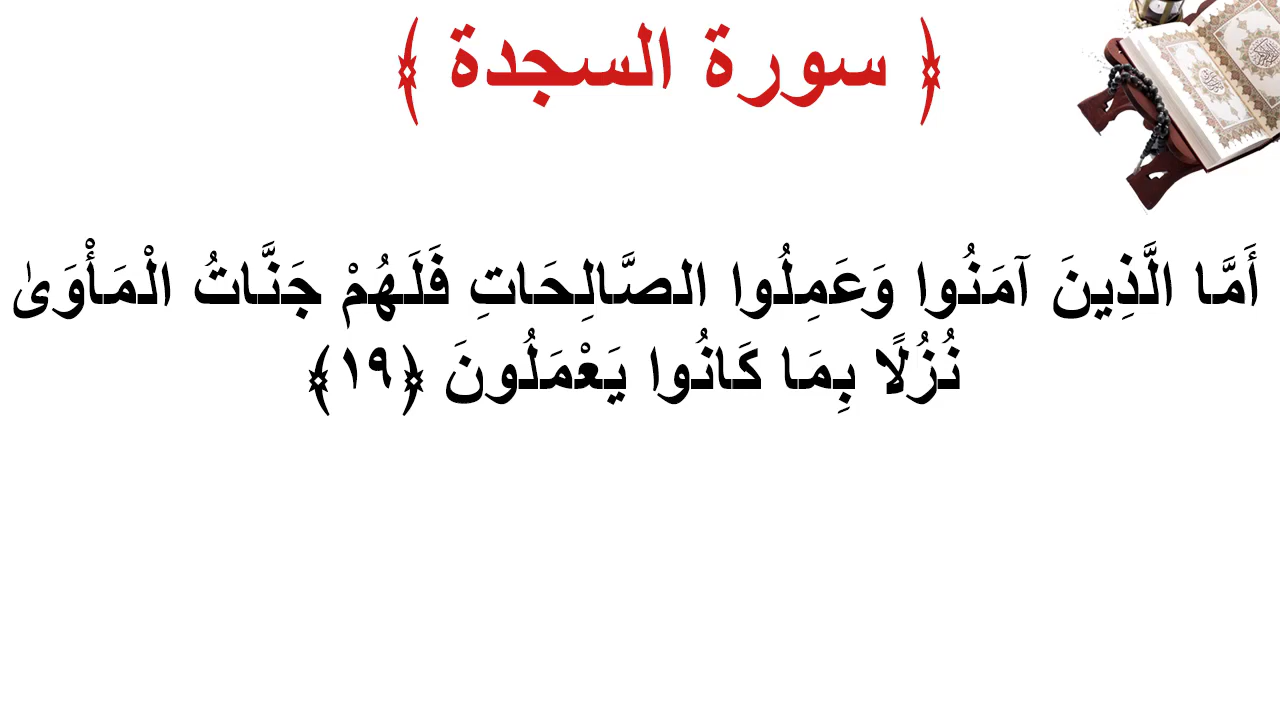 ﴿ سورة السجدة ﴾
أَمَّا الَّذِينَ آمَنُوا وَعَمِلُوا الصَّالِحَاتِ فَلَهُمْ جَنَّاتُ الْمَأْوَىٰ
نُزُلًا بِمَا كَانُوا يَعْمَلُونَ ﴿١٩﴾